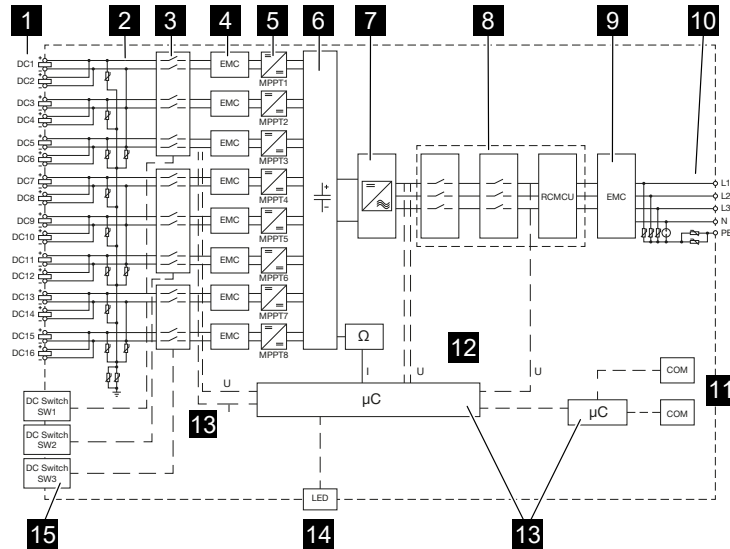 1
2
3
4
5
6
7
8
9
10
DC1
DC2
DC3
DC4
DC5
DC6
DC7
DC8
DC9
DC10
DC11
DC12
DC13
DC14
DC15
DC16
EMC
MPPT1
EMC
MPPT2
EMC
MPPT3
EMC
MPPT4
EMC
MPPT5
EMC
MPPT6
EMC
MPPT7
EMC
MPPT8
RCMCU
EMC
L1
L2
L3
N
PE
Ω
12
U
I
U
U
COM
11
DC Switch
SW1
13
µC
µC
COM
DC Switch
SW2
DC Switch
SW3
LED
15
14
13